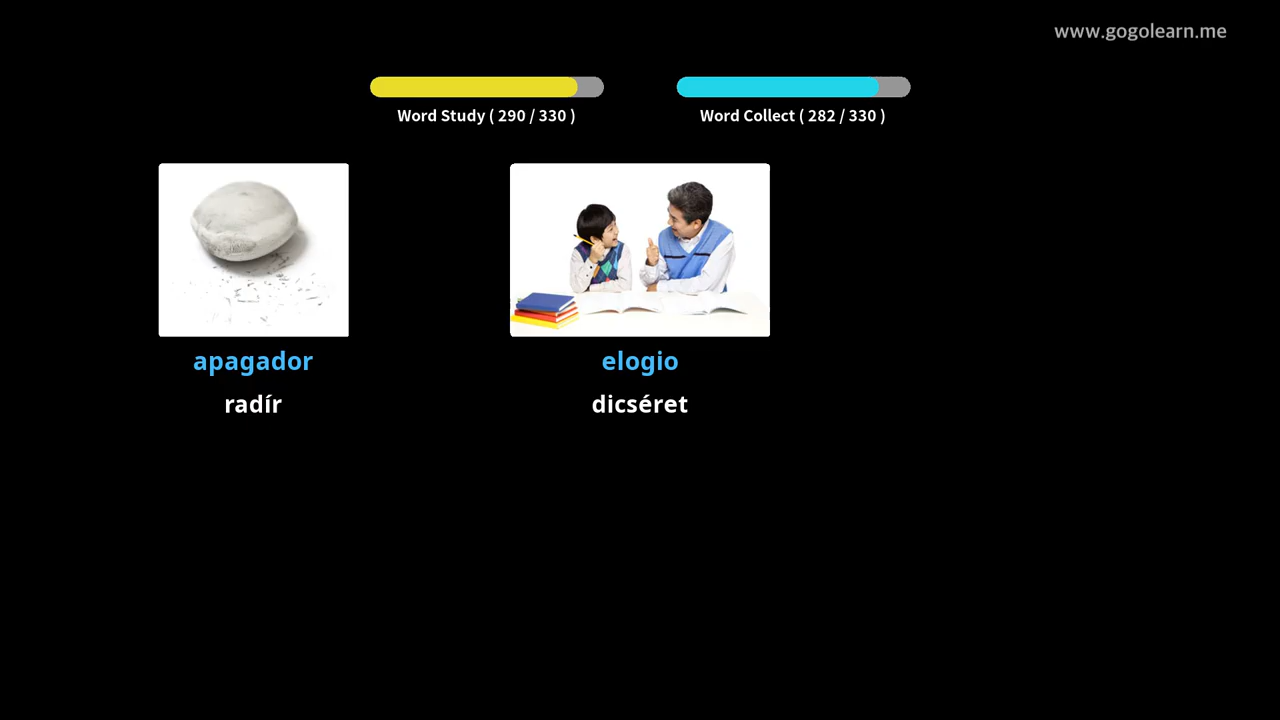 www.gogolearn.me
Word Study ( 290 / 330 )
Word Collect ( 282 / 330 )
apagador
elogio
radír
dicséret